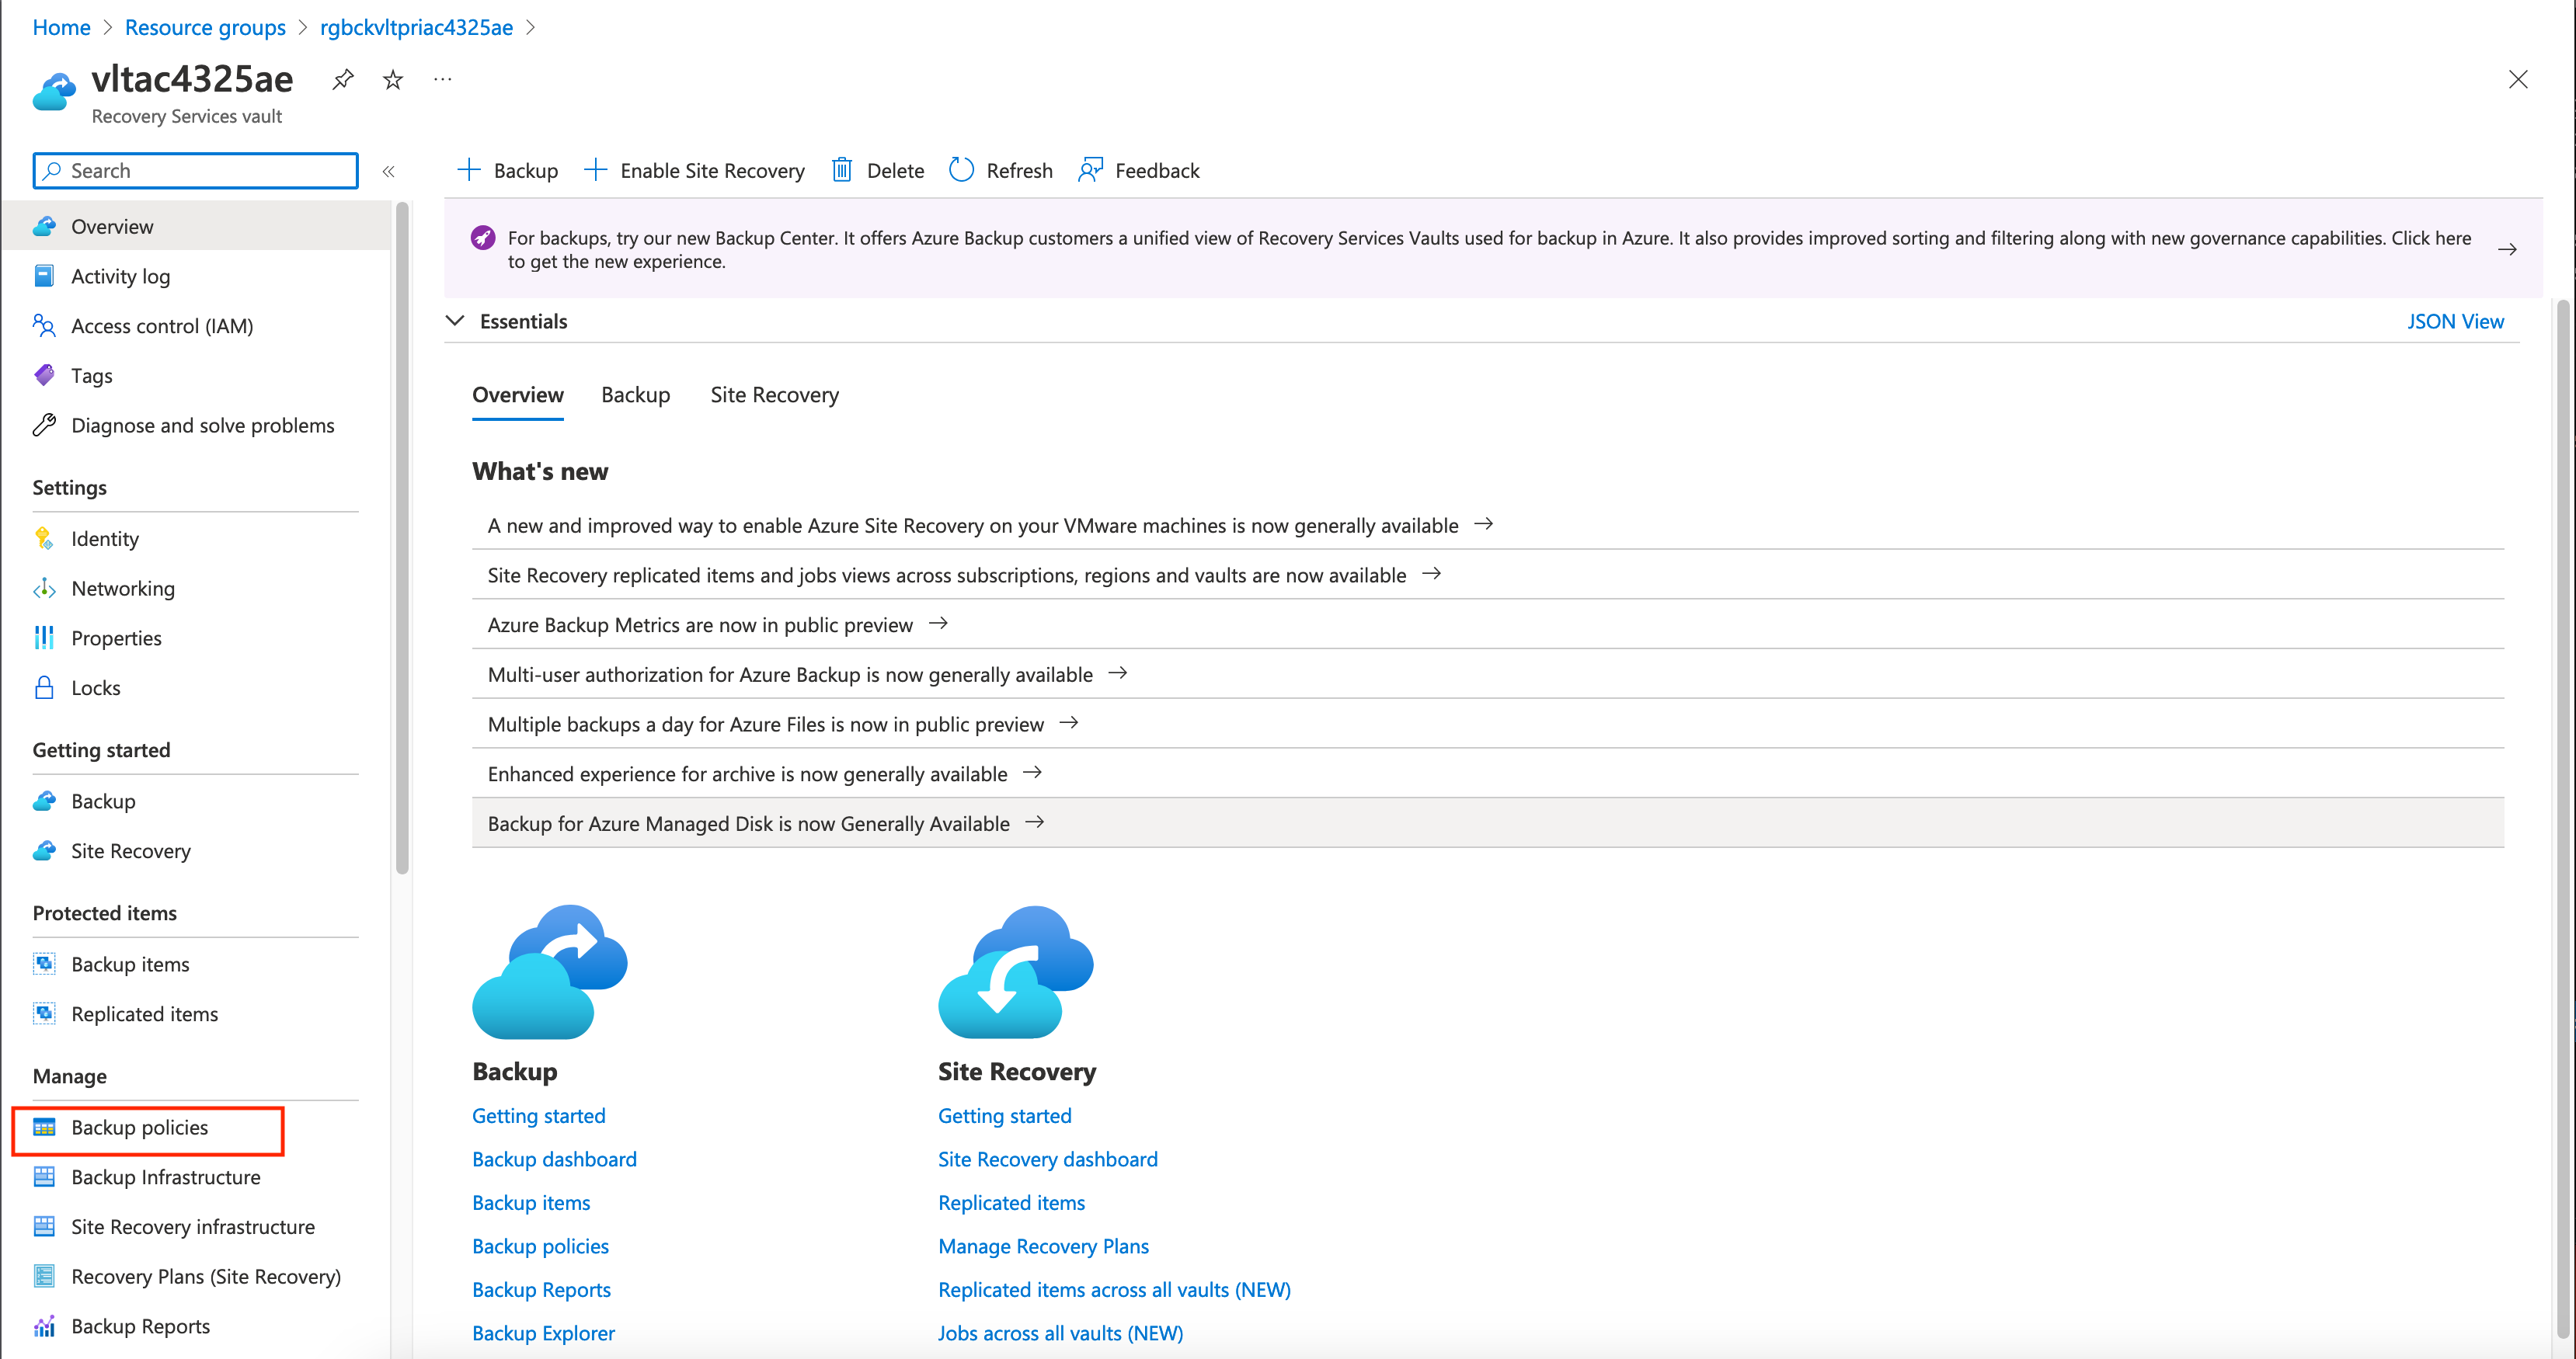 Home > Resource groups > rgbckvltpriac4325ae >
vltac4325ae
Recovery Services vault
Search
Overview
Activity log
Access control (IAM)
Tags
Diagnose and solve problems
Settings
Identity
Networking
Properties
Locks
Getting started
Backup
Site Recovery
Protected items
Backup items
Replicated items
Manage
Backup policies
Backup Infrastructure
Site Recovery infrastructure
Recovery Plans (Site Recovery)
Backup Reports
Backup Enable Site Recovery Delete Refresh Feedback
For backups, try our new Backup Center. It offers Azure Backup customers a unified view of Recovery Services Vaults used for backup in Azure. It also provides improved sorting and filtering along with new governance capabilities. Click here
to get the new experience.
Essentials JSON View
Overview Backup Site Recovery
What's new
A new and improved way to enable Azure Site Recovery on your VMware machines is now generally available
Site Recovery replicated items and jobs views across subscriptions, regions and vaults are now available
Azure Backup Metrics are now in public preview
Multi-user authorization for Azure Backup is now generally available
Multiple backups a day for Azure Files is now in public preview
Enhanced experience for archive is now generally available
Backup for Azure Managed Disk is now Generally Available
Backup
Getting started
Backup dashboard
Backup items
Backup policies
Backup Reports
Backup Explorer
Site Recovery
Getting started
Site Recovery dashboard
Replicated items
Manage Recovery Plans
Replicated items across all vaults (NEW)
Jobs across all vaults (NEW)